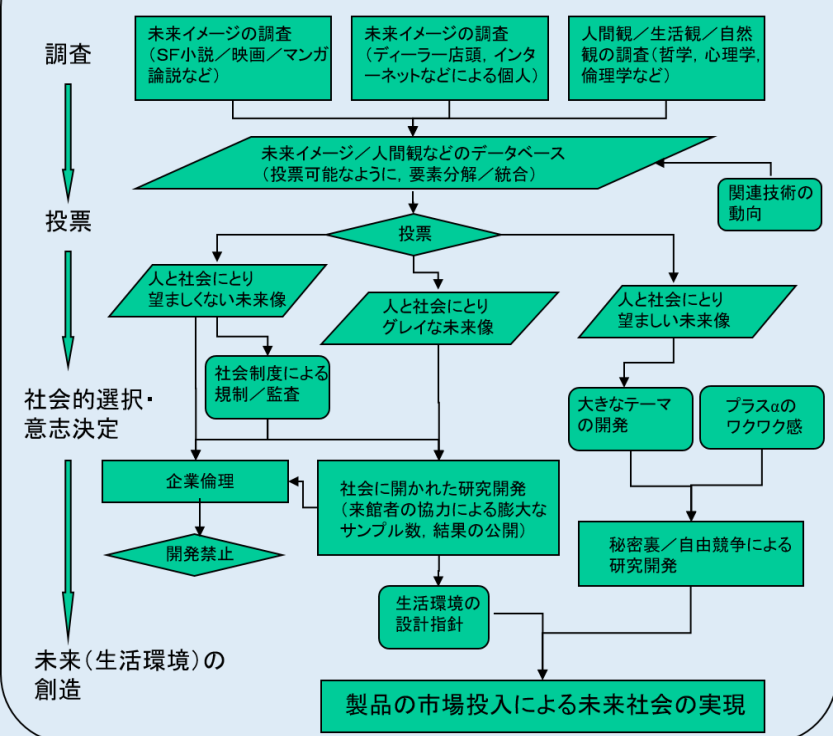 調査
未来イメージの調査
（SF小説／映画／マンガ
論説など）
未来イメージの調査
（ディーラー店頭，インタ
ーネットなどによる個人）
人間観／生活観／自然
観の調査（哲学，心理学，
倫理学など）
未来イメージ／人間観などのデータベース
（投票可能なように，要素分解／統合）
関連技術の
動向
投票
投票
人と社会にとり
望ましくない未来像
人と社会にとり
グレイな未来像
人と社会にとり
望ましい未来像
社会的選択・
意志決定
社会制度による
規制／監査
大きなテーマ
の開発
プラスαの
ワクワク感
企業倫理
社会に開かれた研究開発
（来館者の協力による膨大な
サンプル数，結果の公開）
開発禁止
秘密裏／自由競争による
研究開発
生活環境の
設計指針
未来（生活環境）の
創造
製品の市場投入による未来社会の実現